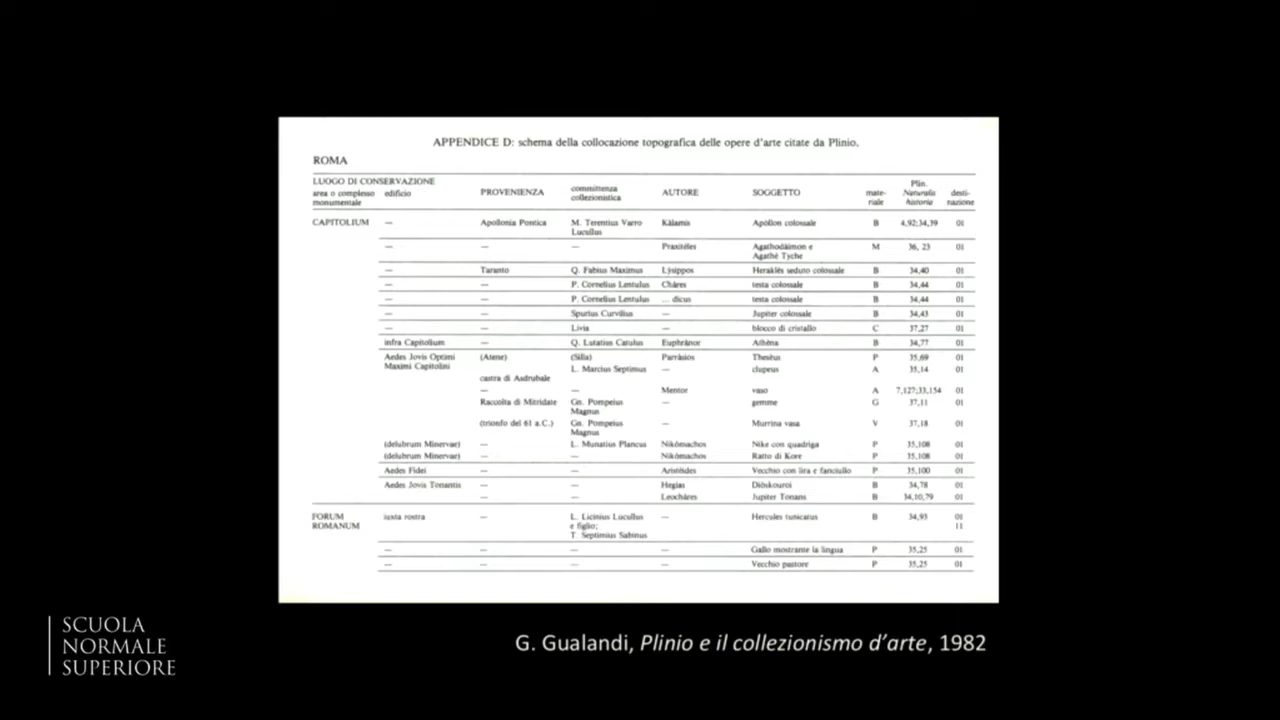 APPENDICE D: schema della collocazione topografica delle opere d'arte citate da Plinio.
ROMA
LUOGO DI CONSERVAZIONE
area o complesso monumentale edificio PROVENIENZA committenza collezionistica AUTORE SOGGETTO mate-riale Plin. Naturalis historia desti-nazione
CAPITOLIUM — Apollonia Pontica M. Terentius Varro Lucullus Kálamis Apóllon colossale B 4,92;34,39 01
— — — Praxitéles Agathodáimon e Agathé Tyche M 36, 23 01
— Taranto Q. Fabius Maximus Lýsippos Heraklés seduto colossale B 34,40 01
— — P. Cornelius Lentulus Cháres testa colossale B 34,44 01
— — P. Cornelius Lentulus ... dicus testa colossale B 34,44 01
— — Spurius Curvilius — Jupiter colossale B 34,43 01
— — Livia — blocco di cristallo C 37,27 01
infra Capitolium — Q. Lutatius Catulus Euphránor Athéna B 34,77 01
Aedes Jovis Optimi Maximi Capitolini (Atene) (Silla) Parrásios Theséus P 35,69 01
castra di Asdrubale L. Marcius Septimus — clupeus A 35,14 01
— — Mentor vaso A 7,127;33,154 01
Raccolta di Mitridate Gn. Pompeius Magnus — gemme G 37,11 01
(trionfo del 61 a.C.) Gn. Pompeius Magnus — Murrina vasa V 37,18 01
(delubrum Minervae) — L. Munatius Plancus Nikómachos Nike con quadriga P 35,108 01
(delubrum Minervae) — — Nikómachos Ratto di Kore P 35,108 01
Aedes Fidei — — Aristéides Vecchio con lira e fanciullo P 35,100 01
Aedes Jovis Tonantis — — Hegías Dióskouroi B 34,78 01
— — Leocháres Jupiter Tonans B 34,10,79 01
FORUM ROMANUM iuxta rostra — L. Licinius Lucullus e figlio; T. Septimius Sabinus — Hercules tunicatus B 34,93 01 11
— — — — Gallo mostrante la lingua P 35,25 01
— — — — Vecchio pastore P 35,25 01
SCUOLA
NORMALE
SUPERIORE
G. Gualandi, Plinio e il collezionismo d'arte, 1982